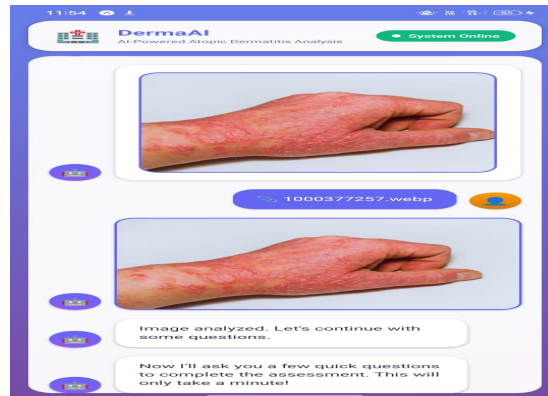 11:54
DermaAI
AI-Powered Atopic Dermatitis Analysis
System Online
1000377257.webp
Image analyzed. Let's continue with
some questions.
Now I'll ask you a few quick questions
to complete the assessment. This will
only take a minute!